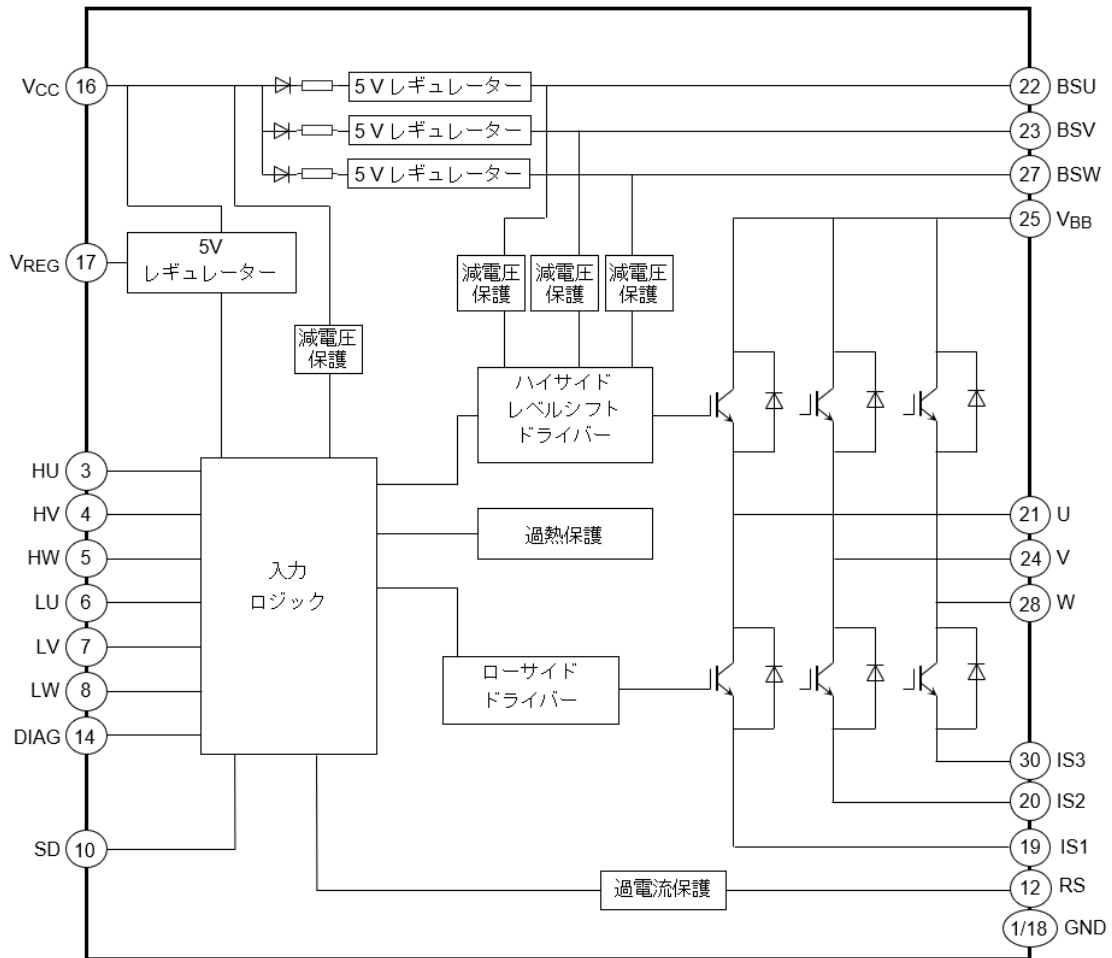 VCC 16
5Vレギュレーター
22 BSU
5Vレギュレーター
23 BSV
5Vレギュレーター
27 BSW
25 VBB
VREG 17
5V
レギュレーター
減電圧
保護
減電圧
保護
減電圧
保護
減電圧
保護
ハイサイド
レベルシフト
ドライバー
HU 3
HV 4
HW 5
LU 6
LV 7
LW 8
DIAG 14
入力
ロジック
過熱保護
21 U
24 V
28 W
ローサイド
ドライバー
30 IS3
20 IS2
19 IS1
SD 10
過電流保護
12 RS
1/18 GND